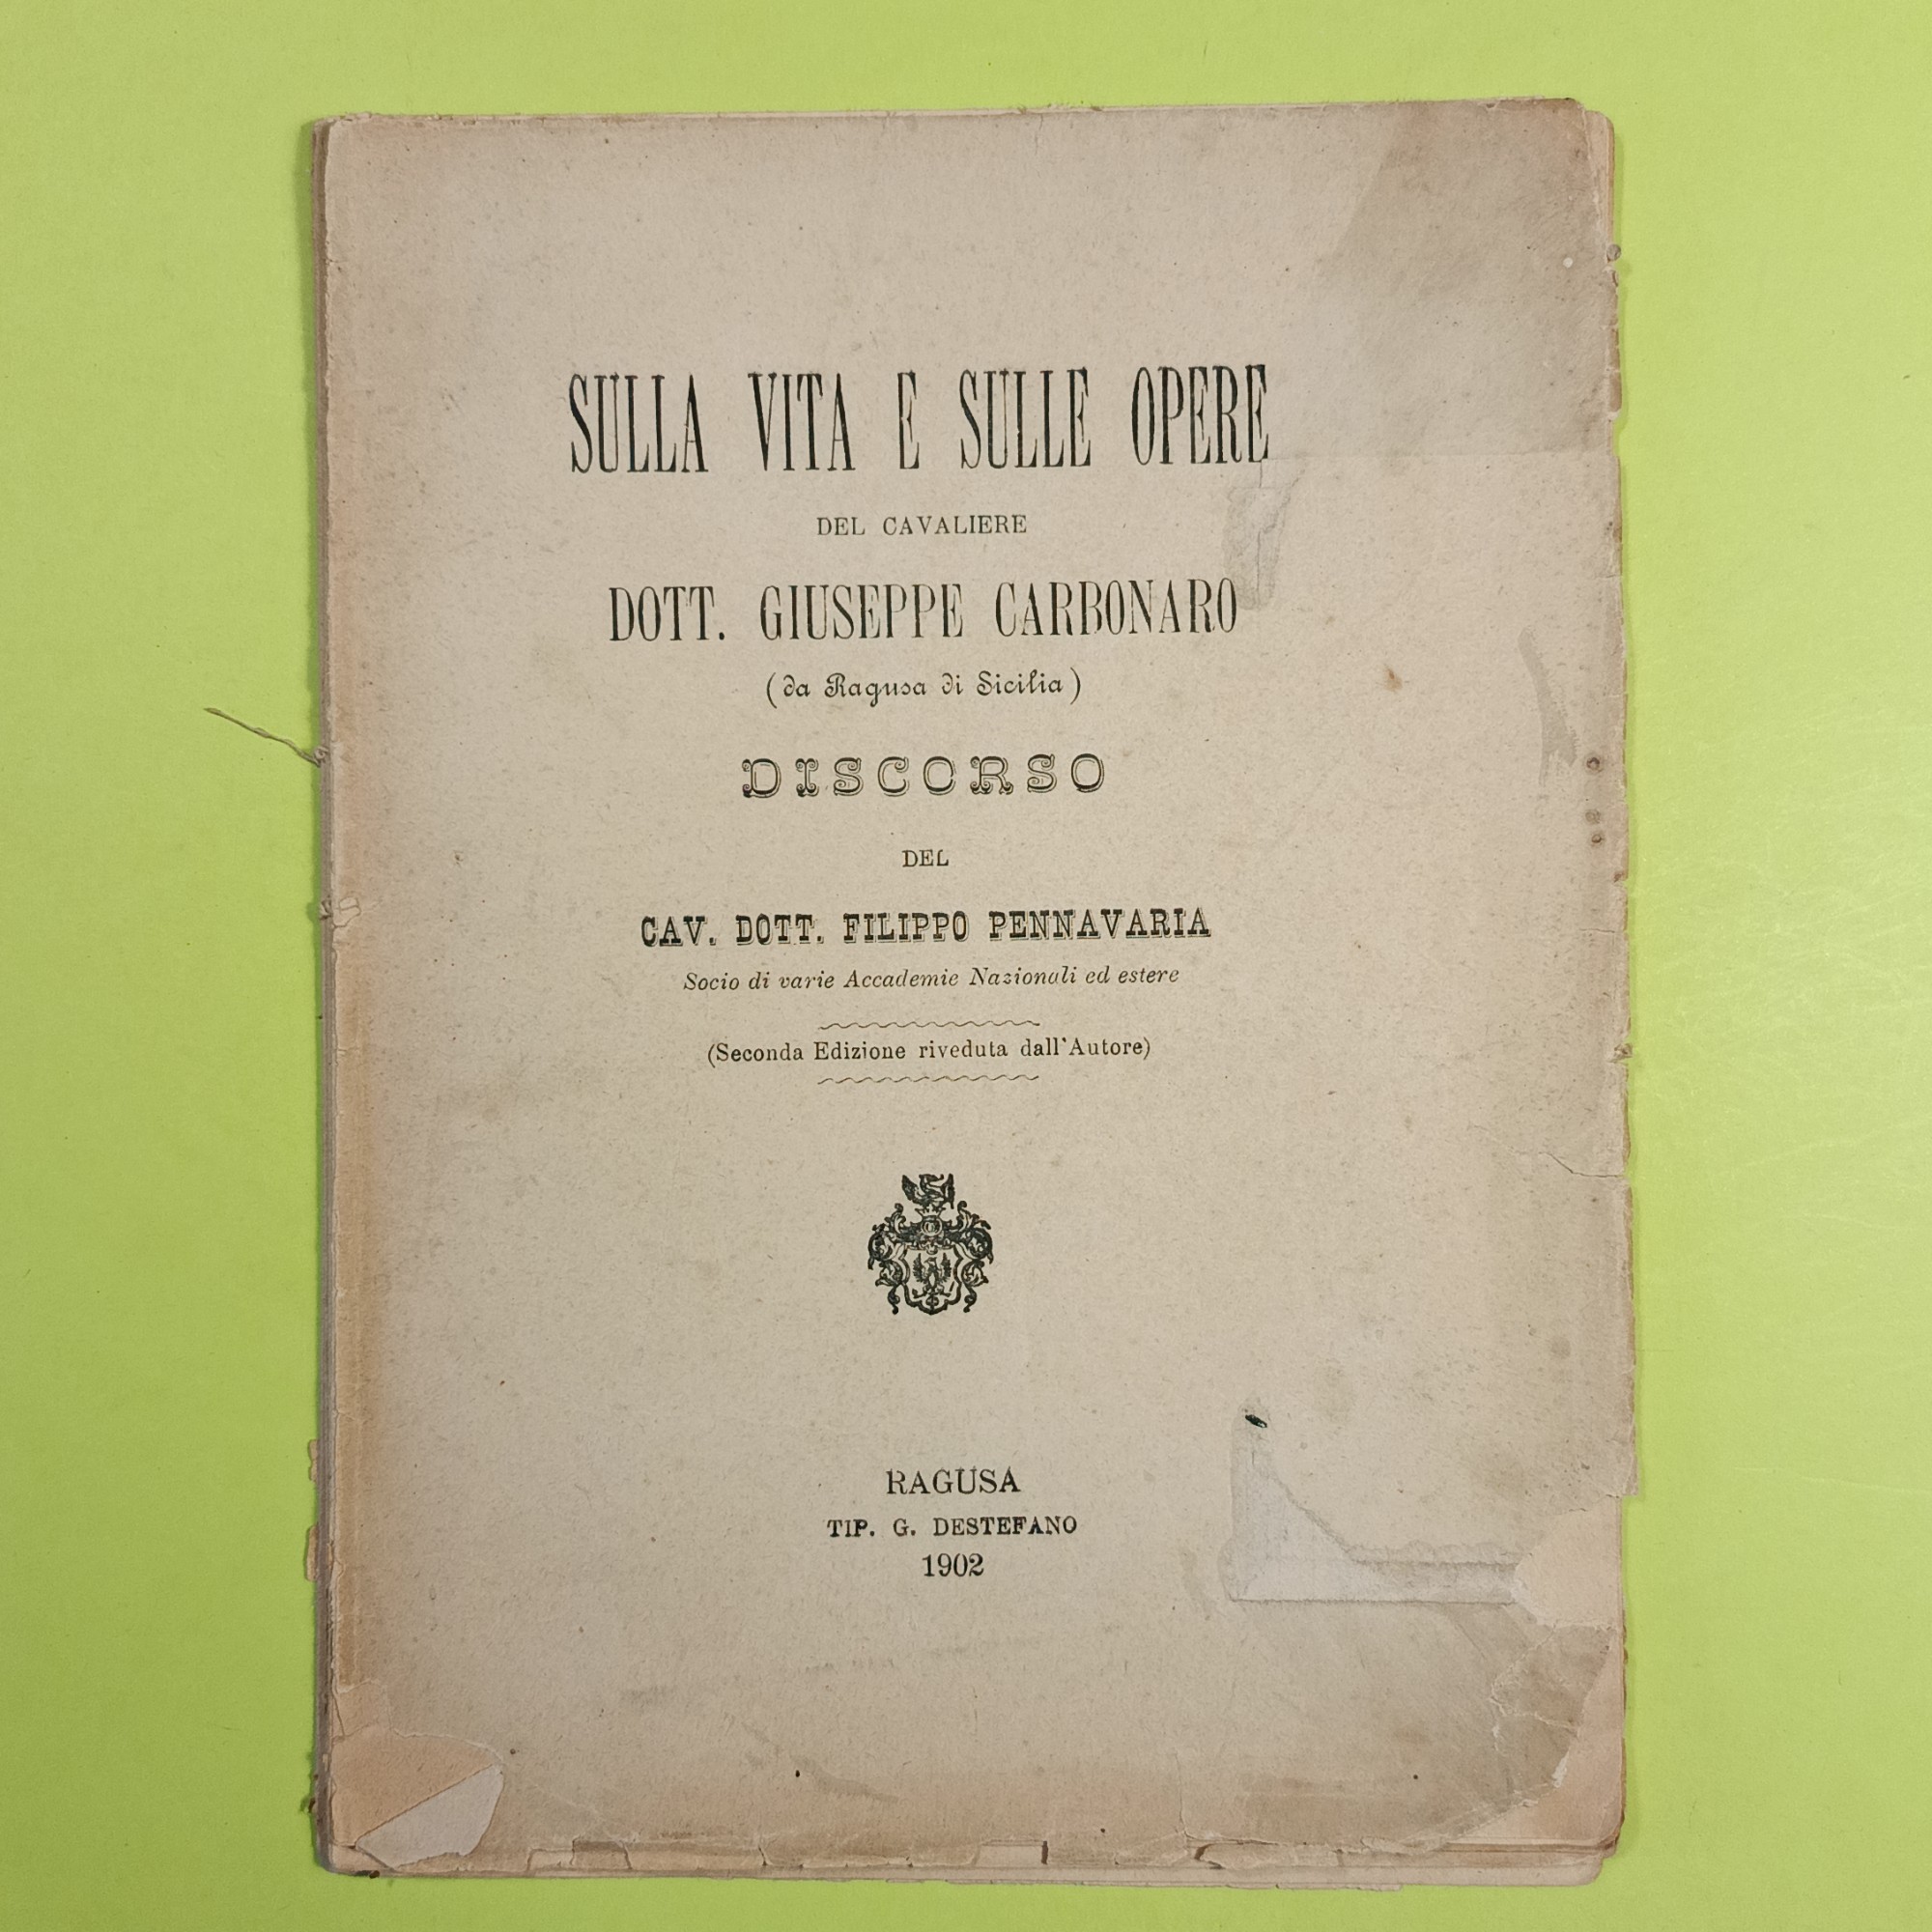 SULLA VITA E SULLE OPERE
DEL CAVALIERE
DOTT. GIUSEPPE CARBONARO
(da Ragusa di Sicilia)
DISCORSO
DEL
CAV. DOTT. FILIPPO PENNAVARIA
Socio di varie Accademie Nazionali ed estere
(Seconda Edizione riveduta dall'Autore)
RAGUSA
TIP. G. DESTEFANO
1902